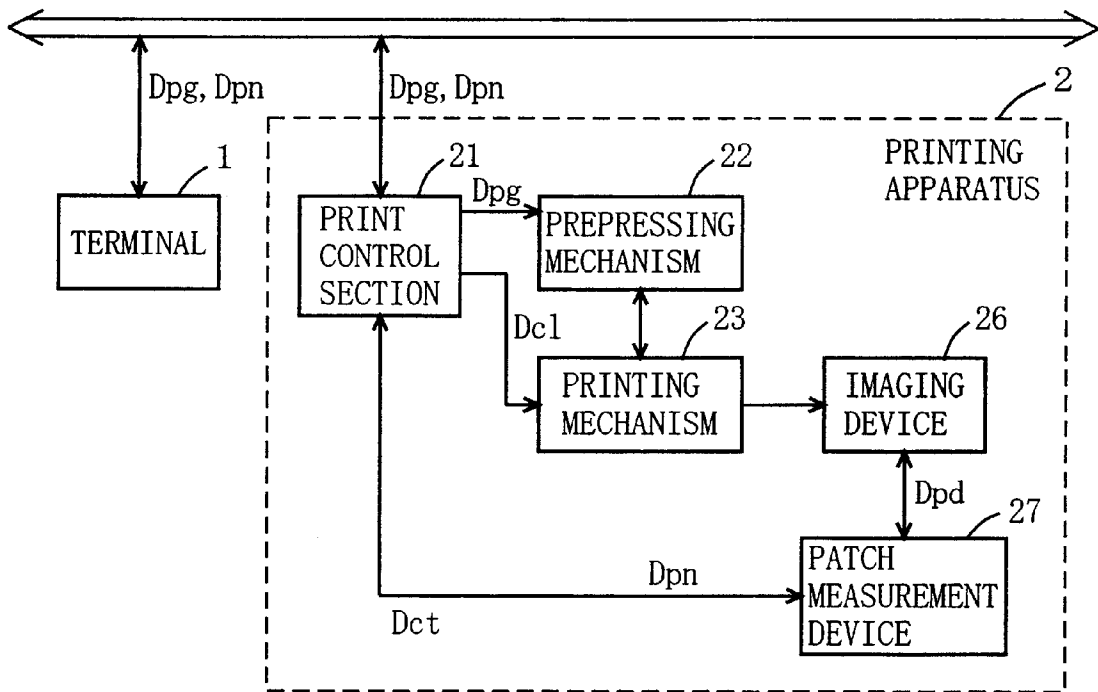 Dpg, Dpn
Dpg, Dpn
2
PRINTING
APPARATUS
1
TERMINAL
21
PRINT
CONTROL
SECTION
Dpg
22
PREPRESSING
MECHANISM
Dcl
23
PRINTING
MECHANISM
26
IMAGING
DEVICE
Dpd
27
PATCH
MEASUREMENT
DEVICE
Dpn
Dct